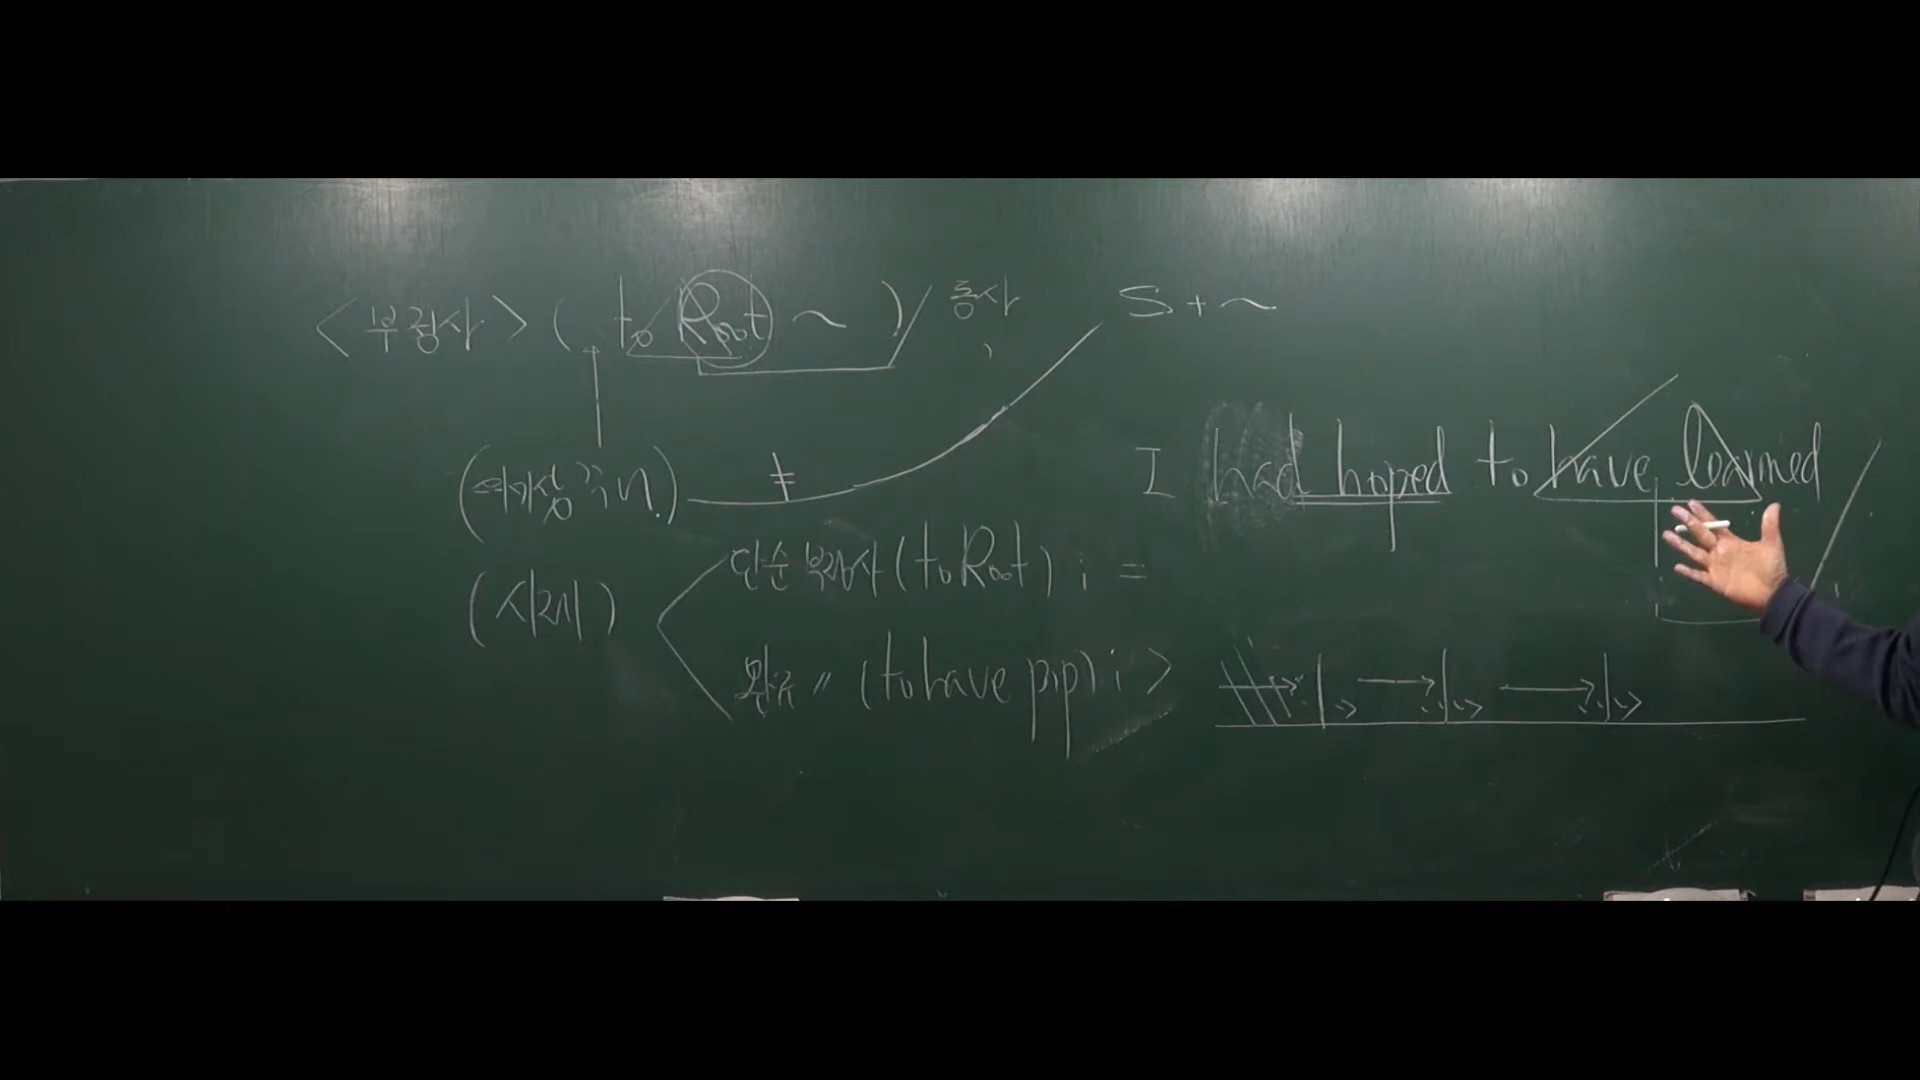 <부정사> ( to Root ~ ) 동사 S + ~
I had hoped to have learned
(의미상 주어) ≠
단순 부정사 (to Root) ; =
(시제)
완료 〃 (to have p.p) ; >